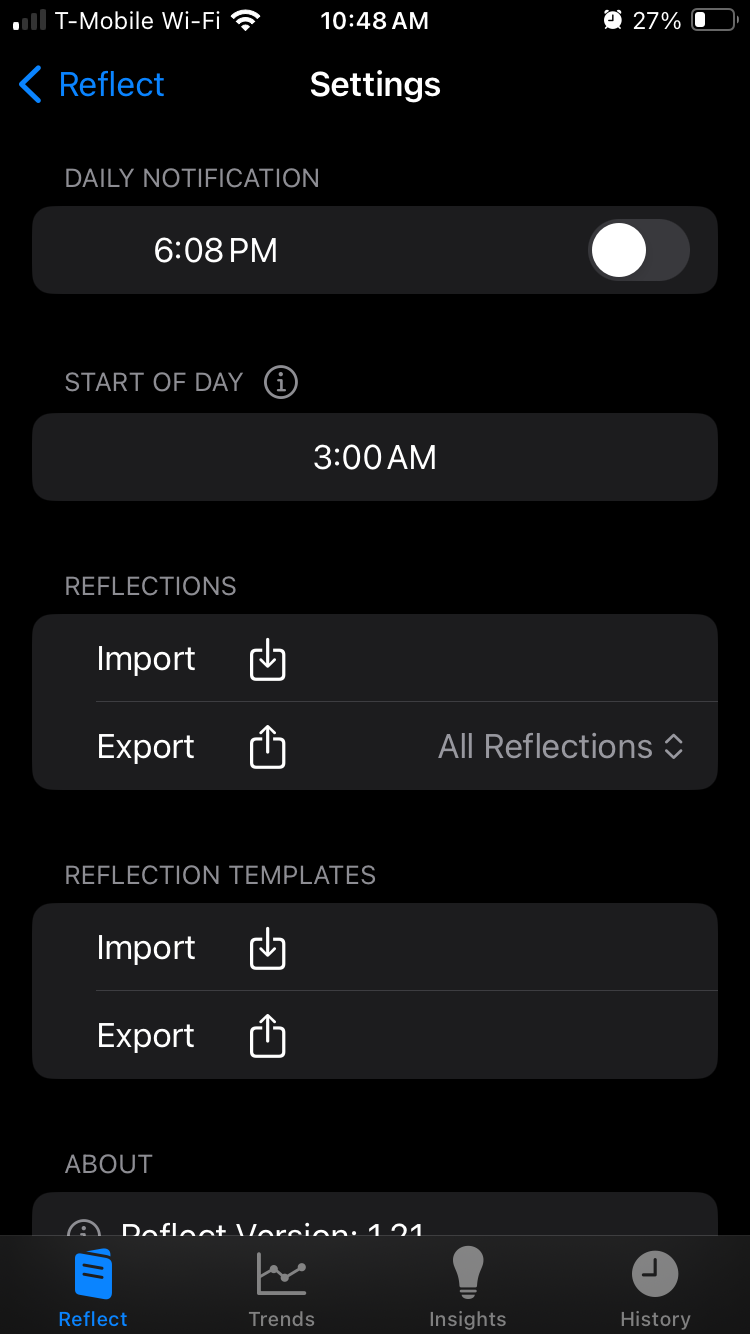 T-Mobile Wi-Fi 10:48 AM 27%
Reflect Settings
DAILY NOTIFICATION
6:08 PM
START OF DAY
3:00 AM
REFLECTIONS
Import
Export All Reflections
REFLECTION TEMPLATES
Import
Export
ABOUT
Reflect Version: 1.21
Reflect Trends Insights History